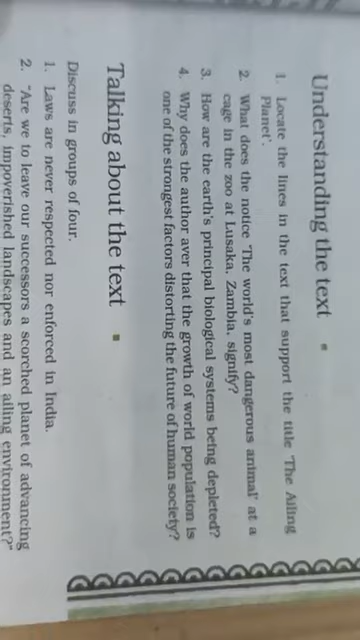 Understanding the text
1. Locate the lines in the text that support the title 'The Ailing
Planet'.
2. What does the notice 'The world's most dangerous animal' at a
cage in the zoo at Lusaka, Zambia, signify?
3. How are the earth's principal biological systems being depleted?
4. Why does the author aver that the growth of world population is
one of the strongest factors distorting the future of human society?
Talking about the text
Discuss in groups of four.
1. Laws are never respected nor enforced in India.
2. "Are we to leave our successors a scorched planet of advancing
deserts, impoverished landscapes and an ailing environment?"